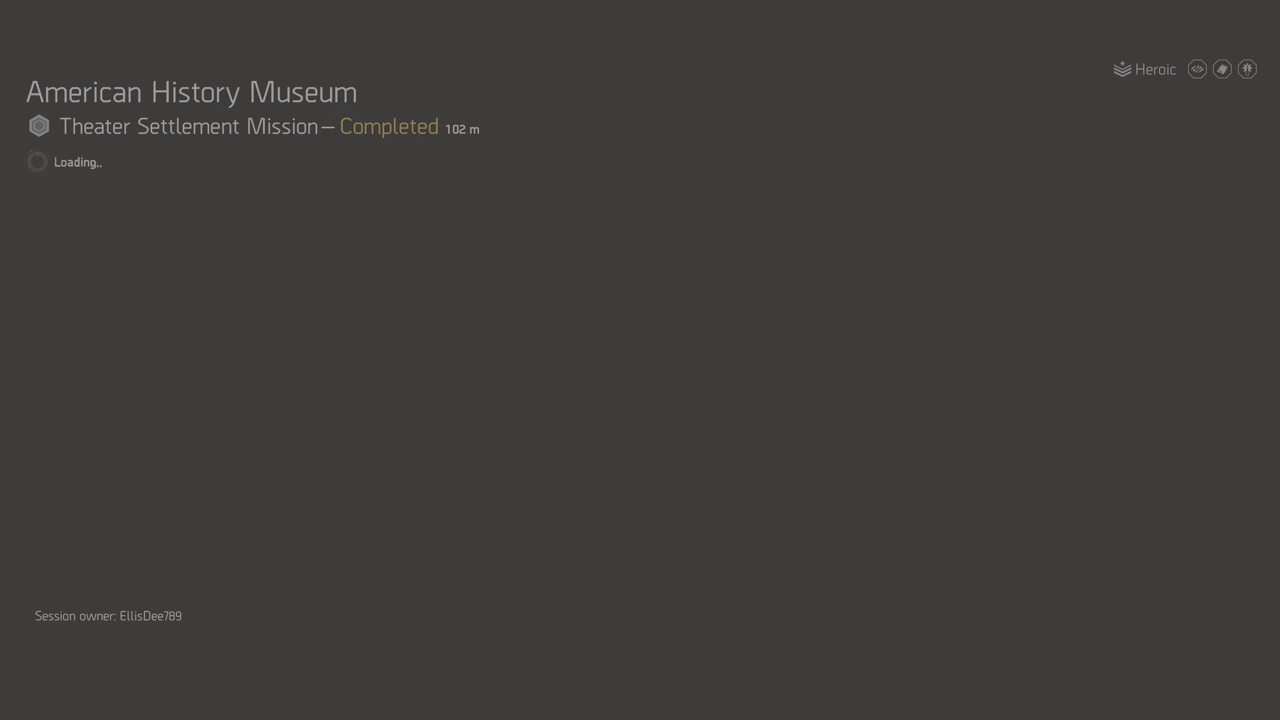 Heroic
American History Museum
Theater Settlement Mission — Completed 102 m
Loading..
Session owner: EllisDee789